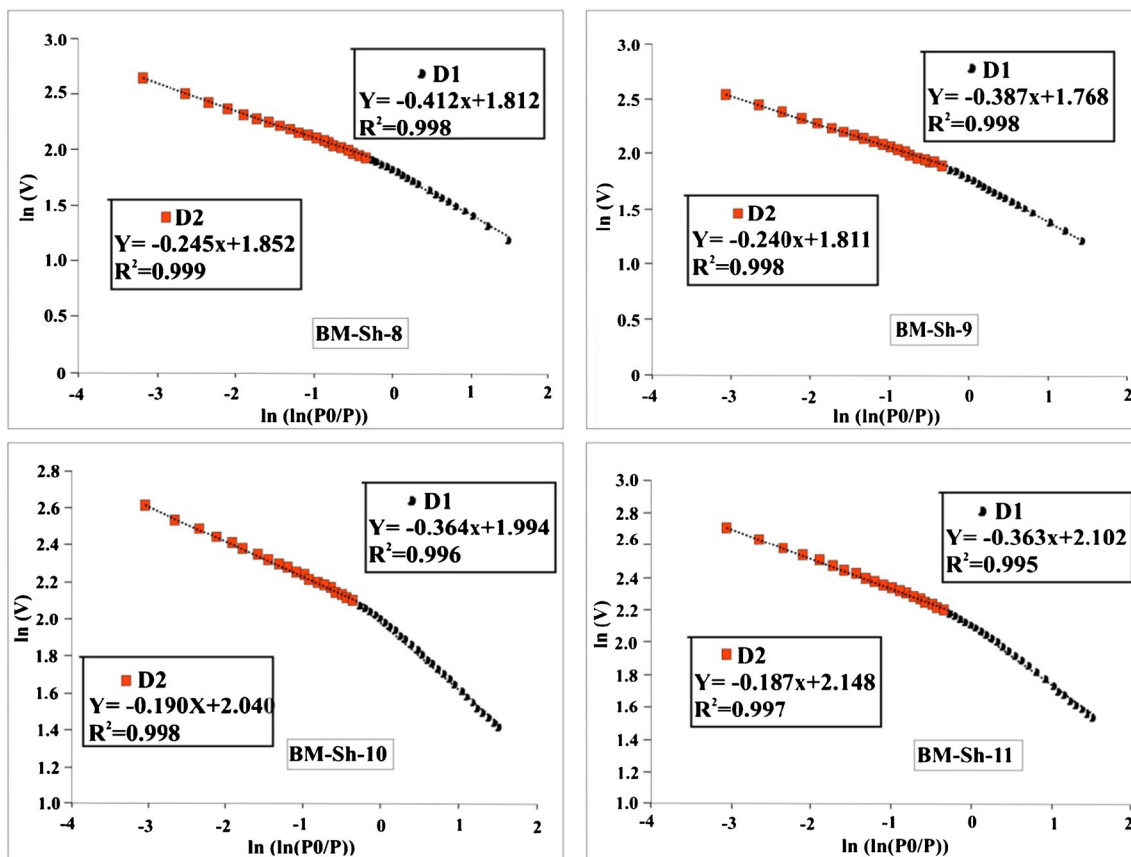 3.0
2.5
2.0
1.5
1.0
0.5
0
ln (V)
D1
Y= -0.412x+1.812
R²=0.998
D2
Y= -0.245x+1.852
R²=0.999
BM-Sh-8
-4 -3 -2 -1 0 1 2
ln (ln(P0/P))
3.0
2.5
2.0
1.5
1.0
0.5
0
ln (V)
D1
Y= -0.387x+1.768
R²=0.998
D2
Y= -0.240x+1.811
R²=0.998
BM-Sh-9
-4 -3 -2 -1 0 1 2
ln (ln(P0/P))
2.8
2.6
2.4
2.2
2.0
1.8
1.6
1.4
1.2
1.0
ln (V)
D1
Y= -0.364x+1.994
R²=0.996
D2
Y= -0.190X+2.040
R²=0.998
BM-Sh-10
-4 -3 -2 -1 0 1 2
ln (ln(P0/P))
3.0
2.8
2.6
2.4
2.2
2.0
1.8
1.6
1.4
1.2
1.0
ln (V)
D1
Y= -0.363x+2.102
R²=0.995
D2
Y= -0.187x+2.148
R²=0.997
BM-Sh-11
-4 -3 -2 -1 0 1 2
ln (ln(P0/P))